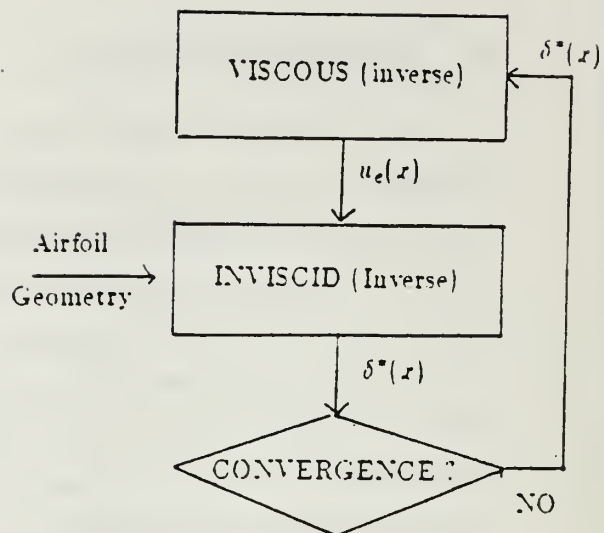 δ*(x)
VISCOUS (inverse)
u_e(x)
Airfoil
Geometry
INVISCID (Inverse)
δ*(x)
CONVERGENCE ?
NO